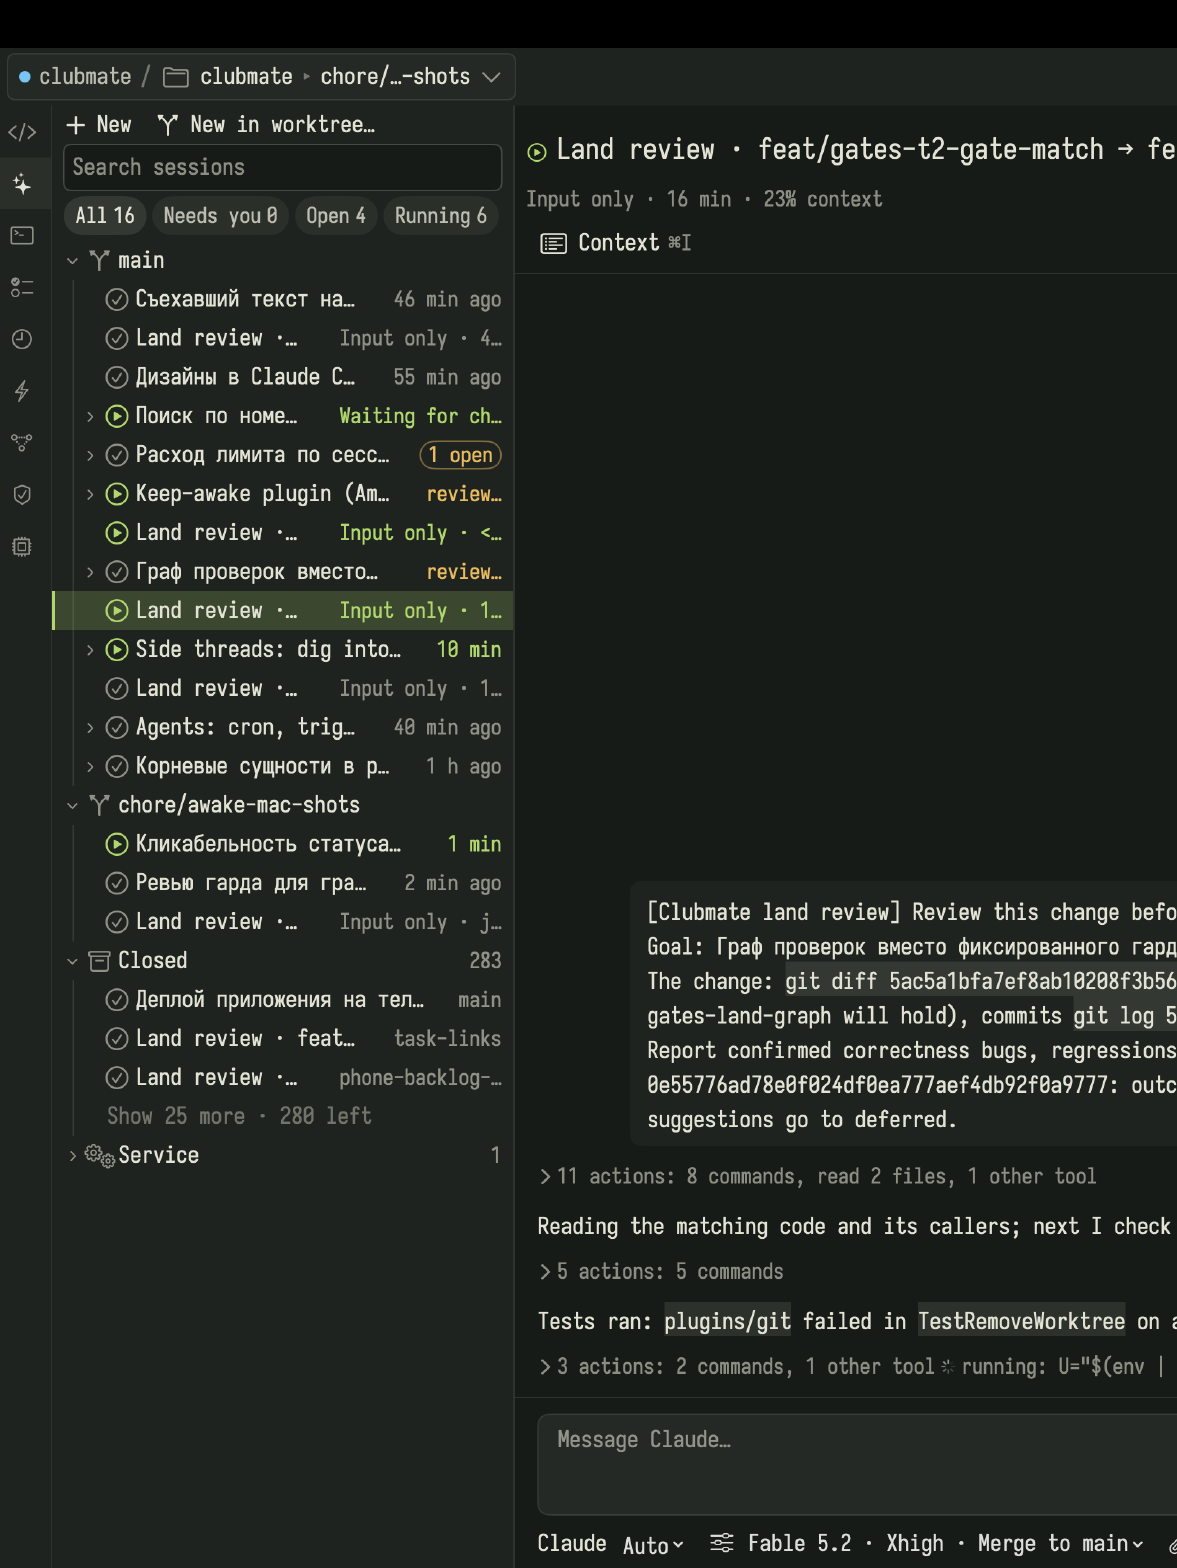 clubmate / clubmate ▸ chore/…-shots
+ New New in worktree…
Search sessions
All 16 Needs you 0 Open 4 Running 6
main
Съехавший текст на… 46 min ago
Land review ·… Input only · 4…
Дизайны в Claude C… 55 min ago
Поиск по номе… Waiting for ch…
Расход лимита по сесс… 1 open
Keep-awake plugin (Am… review…
Land review ·… Input only · <…
Граф проверок вместо… review…
Land review ·… Input only · 1…
Side threads: dig into… 10 min
Land review ·… Input only · 1…
Agents: cron, trig… 40 min ago
Корневые сущности в р… 1 h ago
chore/awake-mac-shots
Кликабельность статуса… 1 min
Ревью гарда для гра… 2 min ago
Land review ·… Input only · j…
Closed 283
Деплой приложения на тел… main
Land review · feat… task-links
Land review ·… phone-backlog-…
Show 25 more · 280 left
Service 1
Land review · feat/gates-t2-gate-match → fe
Input only · 16 min · 23% context
Context ⌘I
[Clubmate land review] Review this change befo
Goal: Граф проверок вместо фиксированного гард
The change: git diff 5ac5a1bfa7ef8ab10208f3b56
gates-land-graph will hold), commits git log 5
Report confirmed correctness bugs, regressions
0e55776ad78e0f024df0ea777aef4db92f0a9777: outc
suggestions go to deferred.
11 actions: 8 commands, read 2 files, 1 other tool
Reading the matching code and its callers; next I check
5 actions: 5 commands
Tests ran: plugins/git failed in TestRemoveWorktree on a
3 actions: 2 commands, 1 other tool running: U="$(env |
Message Claude…
Claude Auto Fable 5.2 · Xhigh · Merge to main